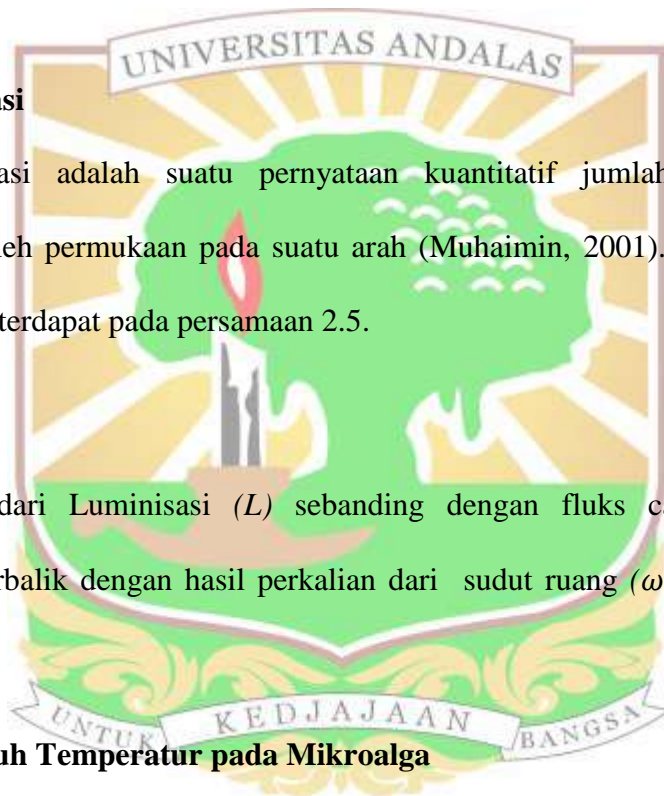 UNIVERSITAS ANDALAS
asi
asi adalah suatu pernyataan kuantitatif jumlah
leh permukaan pada suatu arah (Muhaimin, 2001).
terdapat pada persamaan 2.5.
dari Luminisasi (L) sebanding dengan fluks c
rbalik dengan hasil perkalian dari sudut ruang (ω
UNTUK KEDJAJAAN BANGSA
uh Temperatur pada Mikroalga